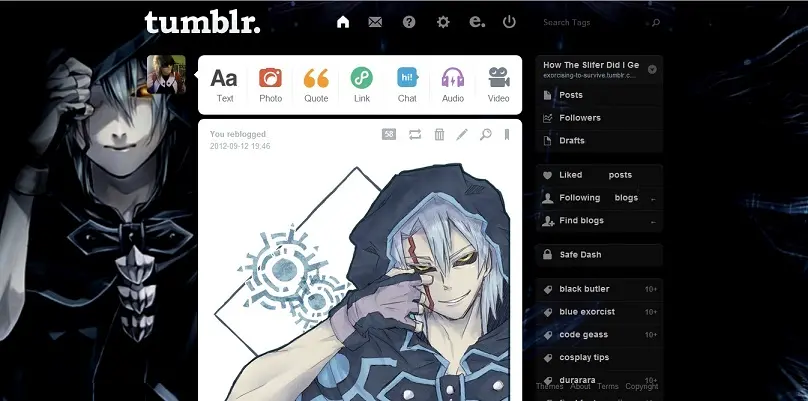 tumblr.
Search Tags
Aa
hi!
Text Photo Quote Link Chat Audio Video
You reblogged
58
2012-09-12 19:46
How The Slifer Did I Ge
exorcising-to-survive.tumblr.c...
Posts
Followers
Drafts
Liked posts
Following blogs
Find blogs
Safe Dash
black butler 10+
blue exorcist 10+
code geass 10+
cosplay tips
durarara 10+
Themes About Terms Copyright